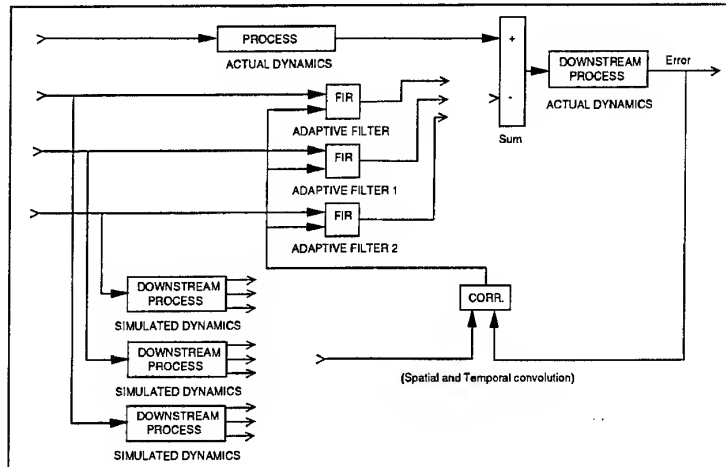 PROCESS
ACTUAL DYNAMICS
+
-
Sum
DOWNSTREAM
PROCESS
ACTUAL DYNAMICS
Error
FIR
ADAPTIVE FILTER
FIR
ADAPTIVE FILTER 1
FIR
ADAPTIVE FILTER 2
DOWNSTREAM
PROCESS
SIMULATED DYNAMICS
CORR.
(Spatial and Temporal convolution)
DOWNSTREAM
PROCESS
SIMULATED DYNAMICS
DOWNSTREAM
PROCESS
SIMULATED DYNAMICS